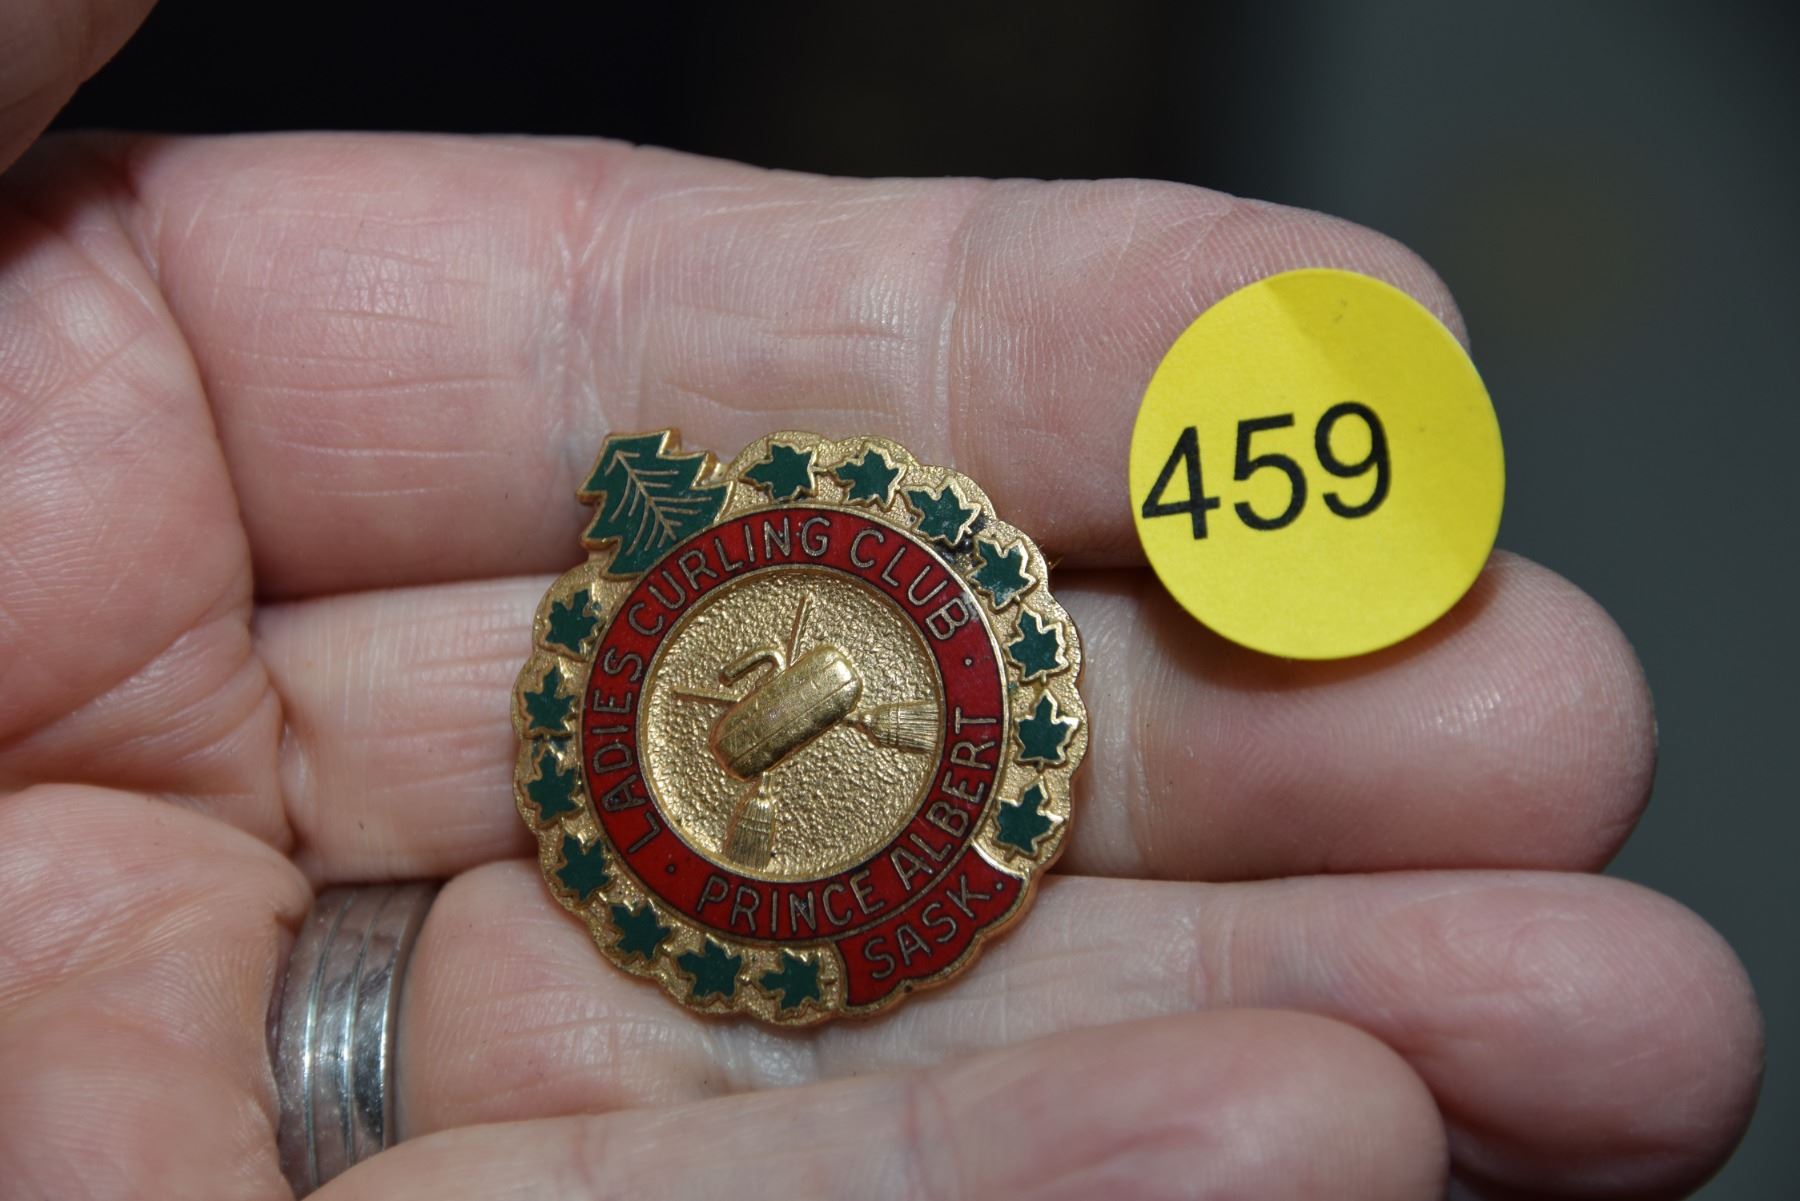 LADIES CURLING CLUB
· PRINCE ALBERT ·
SASK.
459